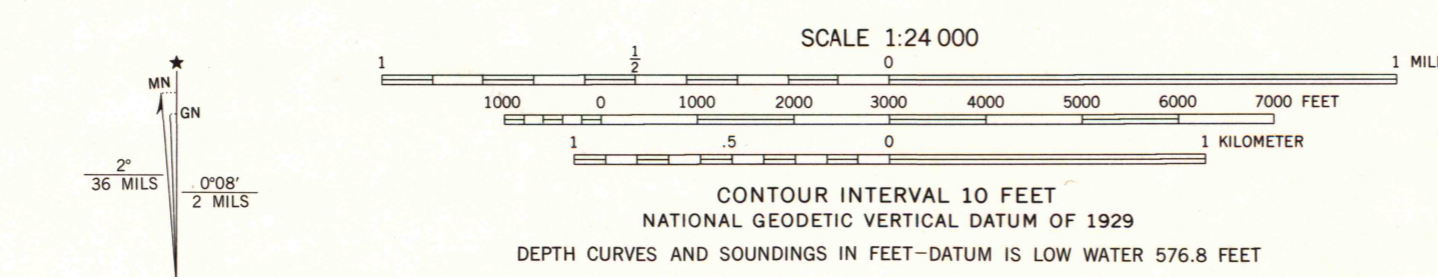 SCALE 1:24 000
1 1/2 0 1 MIL
1000 0 1000 2000 3000 4000 5000 6000 7000 FEET
1 .5 0 1 KILOMETER
CONTOUR INTERVAL 10 FEET
NATIONAL GEODETIC VERTICAL DATUM OF 1929
DEPTH CURVES AND SOUNDINGS IN FEET–DATUM IS LOW WATER 576.8 FEET
★
MN
GN
2°
36 MILS
0°08′
2 MILS